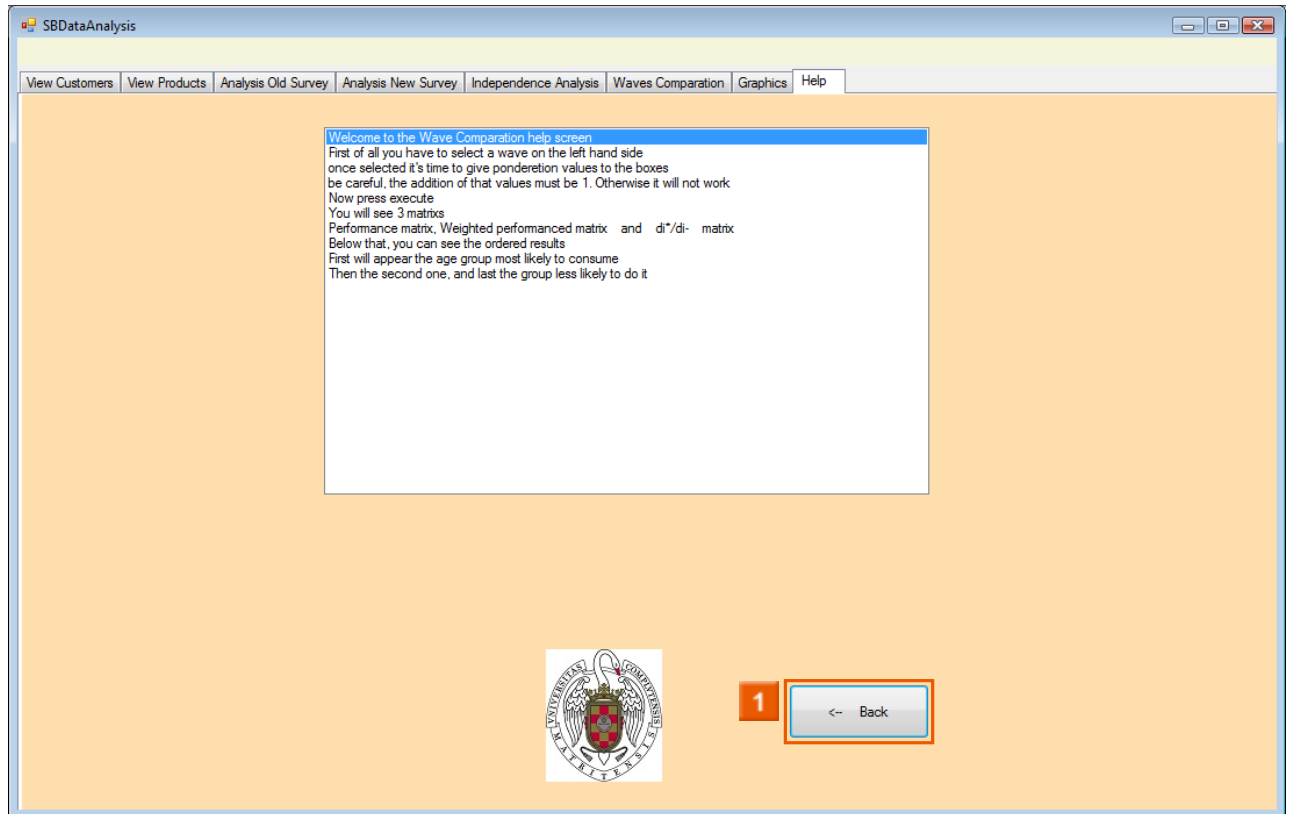 SBDataAnalysis
View Customers View Products Analysis Old Survey Analysis New Survey Independence Analysis Waves Comparation Graphics Help
Welcome to the Wave Comparation help screen
First of all you have to select a wave on the left hand side
once selected it's time to give ponderetion values to the boxes
be careful, the addition of that values must be 1. Otherwise it will not work
Now press execute
You will see 3 matrixs
Performance matrix, Weighted performanced matrix and di*/di- matrix
Below that, you can see the ordered results
First will appear the age group most likely to consume
Then the second one, and last the group less likely to do it
VNIVERSITAS COMPLVTENSIS
MATRITENSIS
1
<-- Back